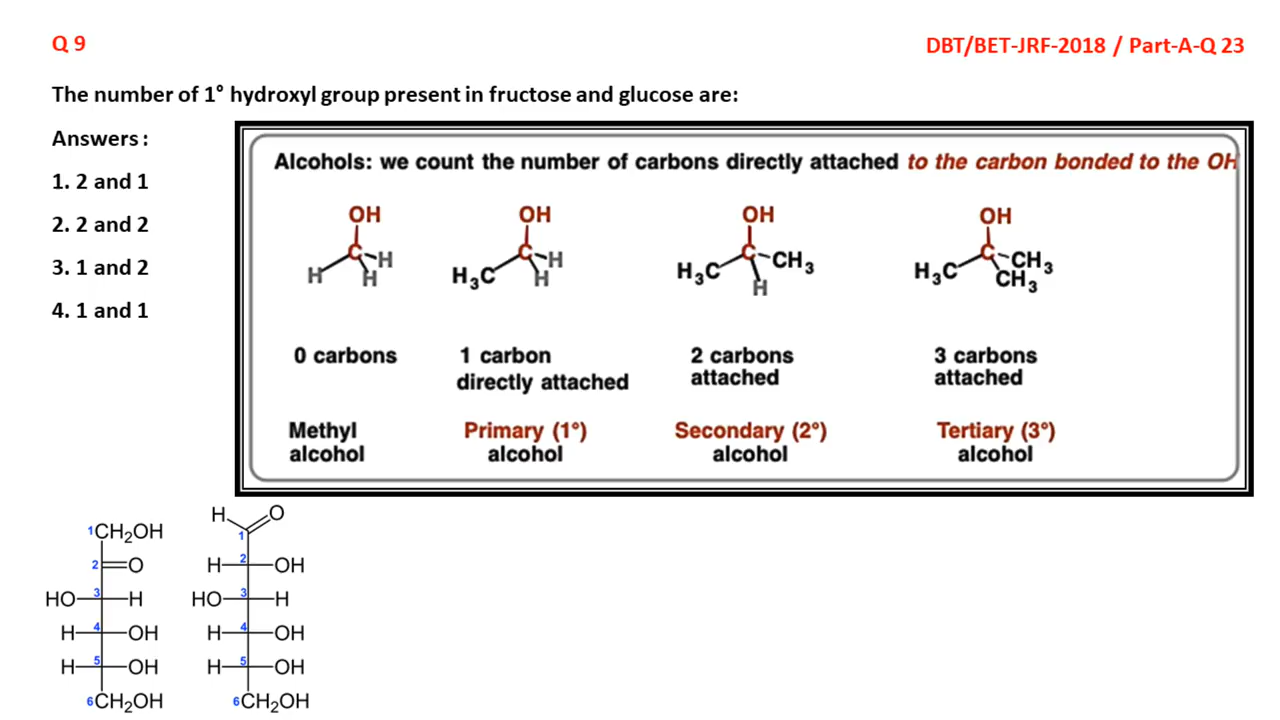 Q 9
DBT/BET-JRF-2018 / Part-A-Q 23
The number of 1° hydroxyl group present in fructose and glucose are:
Answers :
1. 2 and 1
2. 2 and 2
3. 1 and 2
4. 1 and 1
Alcohols: we count the number of carbons directly attached to the carbon bonded to the OH
OH OH OH OH
C H C H C CH3 C CH3
H H H3C H H3C H H3C CH3
0 carbons 1 carbon directly attached 2 carbons attached 3 carbons attached
Methyl alcohol Primary (1°) alcohol Secondary (2°) alcohol Tertiary (3°) alcohol
H O
1CH2OH 1
2 O H 2 OH
HO 3 H HO 3 H
H 4 OH H 4 OH
H 5 OH H 5 OH
6CH2OH 6CH2OH